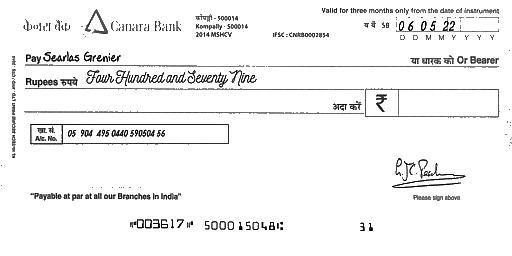 Valid for three months only from the date of instrument
केनरा बैंक Canara Bank
कोंपल्ली - 500014
Kompally - 500014
2014 MSHCV
IFSC : CNRB0002854
SB 06 05 22
D D M M Y Y Y Y
Pay Searlas Grenier
या धारक को Or Bearer
Rupees रुपये Four Hundred and Seventy Nine
अदा करें ₹
खा. सं. A/c. No. 05 904 495 0440 590504 56
"Payable at par at all our Branches in India"
Please sign above
⑈003617⑈ 500015048⑆ 31